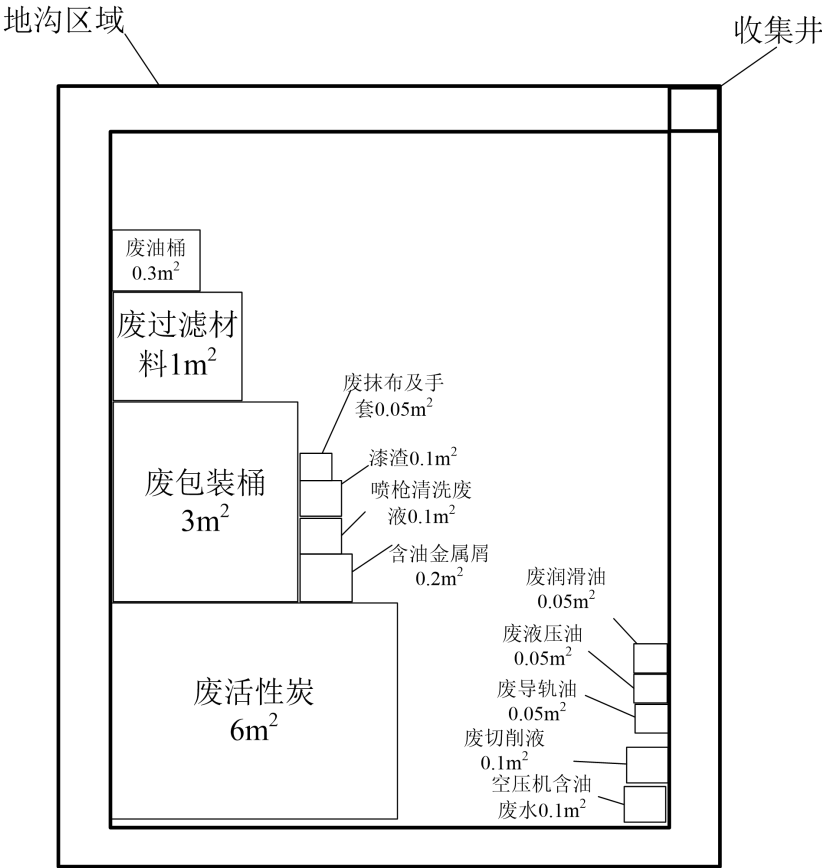 地沟区域
收集井
废油桶
0.3m²
废过滤材
料1m²
废抹布及手
套0.05m²
废包装桶
3m²
漆渣0.1m²
喷枪清洗废
液0.1m²
含油金属屑
0.2m²
废活性炭
6m²
废润滑油
0.05m²
废液压油
0.05m²
废导轨油
0.05m²
废切削液
0.1m²
空压机含油
废水0.1m²